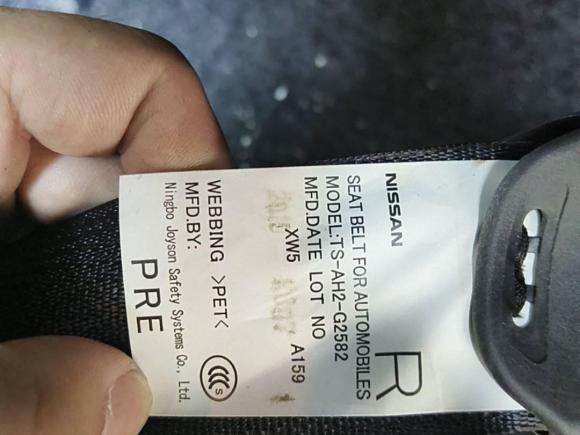 NISSAN
R
SEAT BELT FOR AUTOMOBILES
MODEL:TS-AH2-G2582
MFD.DATE LOT NO
XW5 A159
WEBBING >PET<
MFD.BY:
CCC S
Ningbo Joyson Safety Systems Co., Ltd.
PRE